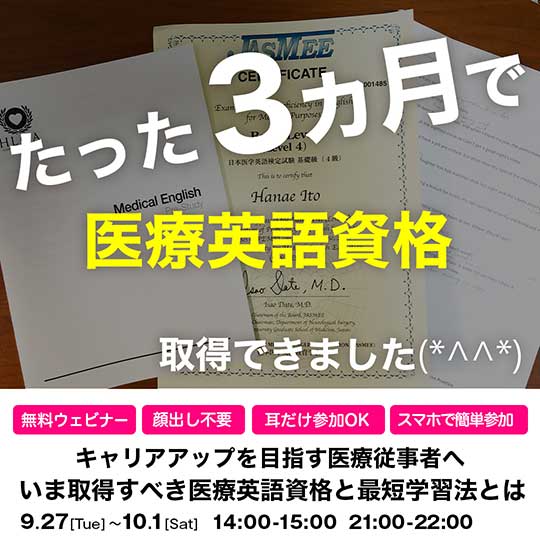 JASMEE
CERTIFICATE
001485
たった3ヵ月で
Medical English
日本医学英語検定試験 基礎級（4級）
This is to certify that
Hanae Ito
医療英語資格
Isao Date, M.D.
取得できました(*^^*)
無料ウェビナー 顔出し不要 耳だけ参加OK スマホで簡単参加
キャリアアップを目指す医療従事者へ
いま取得すべき医療英語資格と最短学習法とは
9.27[Tue]～10.1[Sat] 14:00-15:00 21:00-22:00